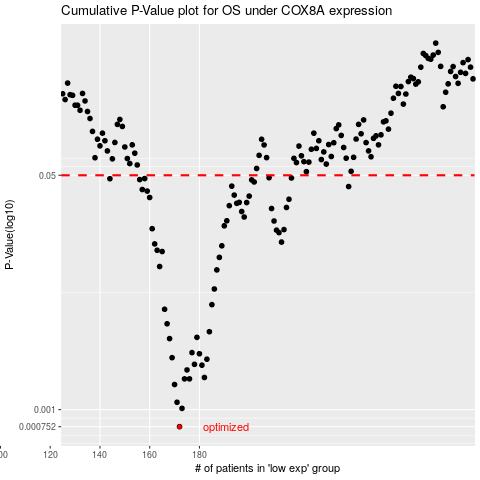 Cumulative P-Value plot for OS under COX8A expression
P-Value(log10)
0.05
0.001
0.000752
optimized
00 140 160 180
# of patients in 'low exp' group